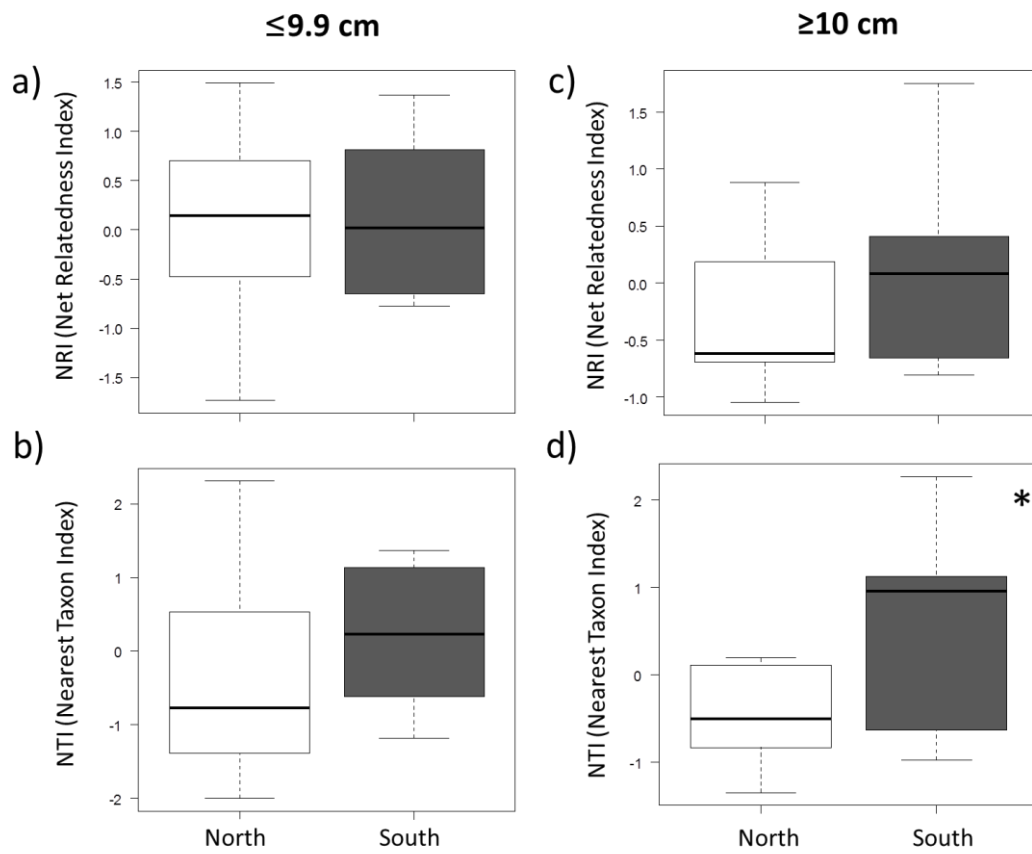 ≤9.9 cm
≥10 cm
a)
NRI (Net Relatedness Index)
1.5
1.0
0.5
0.0
-0.5
-1.0
-1.5
c)
NRI (Net Relatedness Index)
1.5
1.0
0.5
0.0
-0.5
-1.0
b)
NTI (Nearest Taxon Index)
2
1
0
-1
-2
North
South
d)
NTI (Nearest Taxon Index)
2
1
0
-1
*
North
South